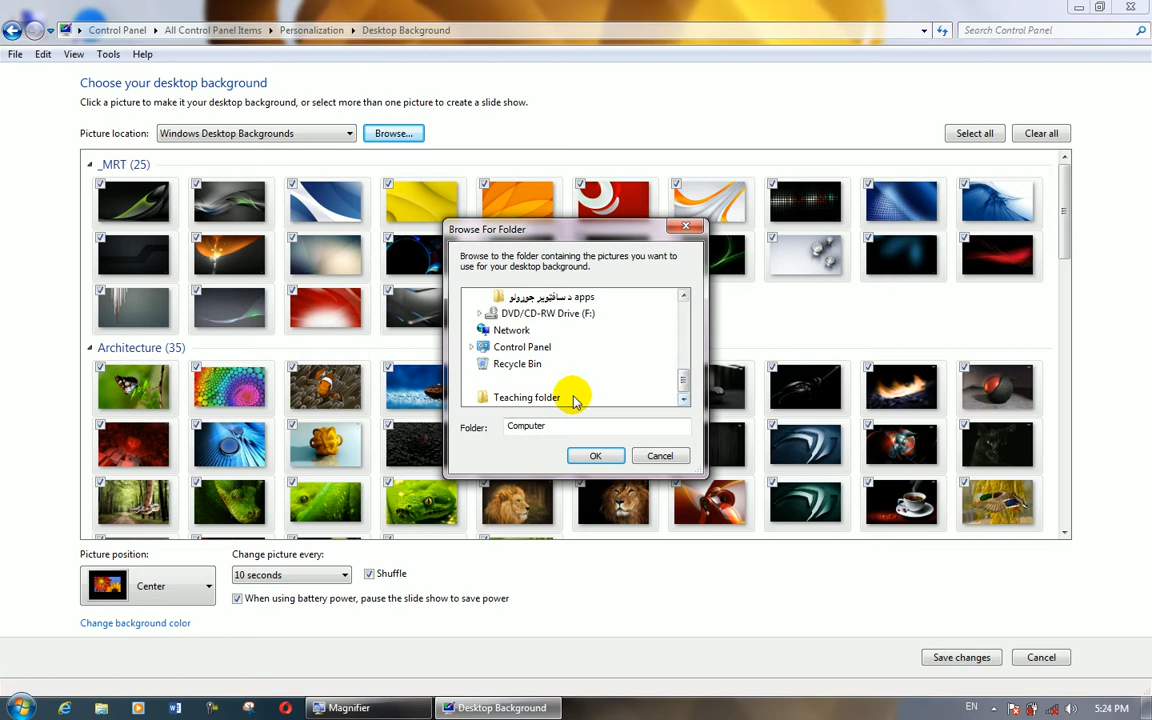 Control Panel ▸ All Control Panel Items ▸ Personalization ▸ Desktop Background
Search Control Panel
File Edit View Tools Help
Choose your desktop background
Click a picture to make it your desktop background, or select more than one picture to create a slide show.
Picture location: Windows Desktop Backgrounds Browse... Select all Clear all
_MRT (25)
Browse For Folder
Browse to the folder containing the pictures you want to
use for your desktop background.
د سافټویر جوړولو apps
DVD/CD-RW Drive (F:)
Network
Control Panel
Recycle Bin
Teaching folder
Folder: Computer
OK Cancel
Architecture (35)
Picture position: Change picture every:
Center 10 seconds Shuffle
When using battery power, pause the slide show to save power
Change background color
Save changes Cancel
Magnifier Desktop Background EN 5:24 PM